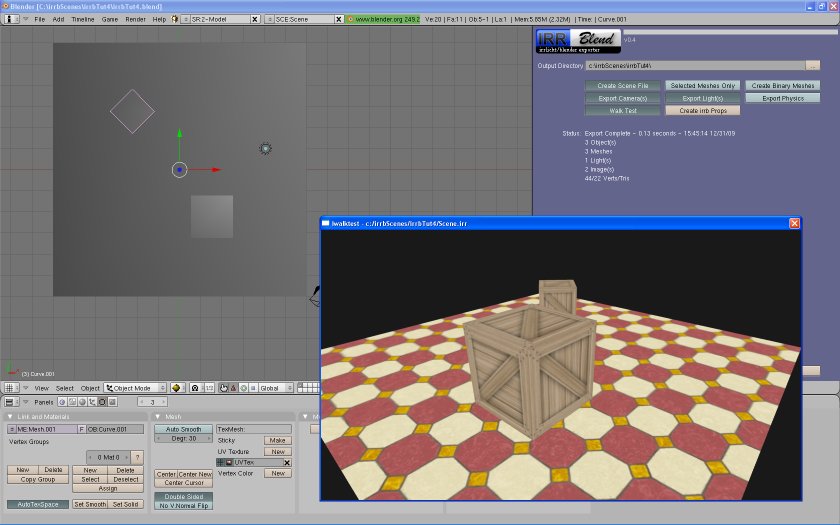 Blender [C:\irrbScenes\irrbTut4\irrbTut4.blend]
File Add Timeline Game Render Help SR:2-Model SCE:Scene www.blender.org 249.2 Ve:20 | Fa:11 | Ob:5-1 | La:1 | Mem:5.65M (2.32M) | Time: | Curve.001
IRR Blend
irrlicht/blender exporter
v0.4
Output Directory c:\irrbScenes\irrbTut4\ ...
Create Scene File Selected Meshes Only Create Binary Meshes
Export Camera(s) Export Light(s) Export Physics
Walk Test Create irrb Props
Status: Export Complete - 0.13 seconds - 15:45:14 12/31/09
3 Object(s)
3 Meshes
1 Light(s)
2 Image(s)
44/22 Verts/Tris
Iwalktest - c:/irrbScenes/irrbTut4/Scene.irr
(3) Curve.001
View Select Object Object Mode Global
Panels 3
Link and Materials
ME:Mesh.001 F OB:Curve.001
Vertex Groups
0 Mat 0 ?
New Delete New Delete
Copy Group Select Deselect
Assign
AutoTexSpace Set Smooth Set Solid
Mesh
Auto Smooth
Degr: 30
Center Center New
Center Cursor
Double Sided
No V.Normal Flip
TexMesh:
Sticky Make
UV Texture New
UVTex
Vertex Color New